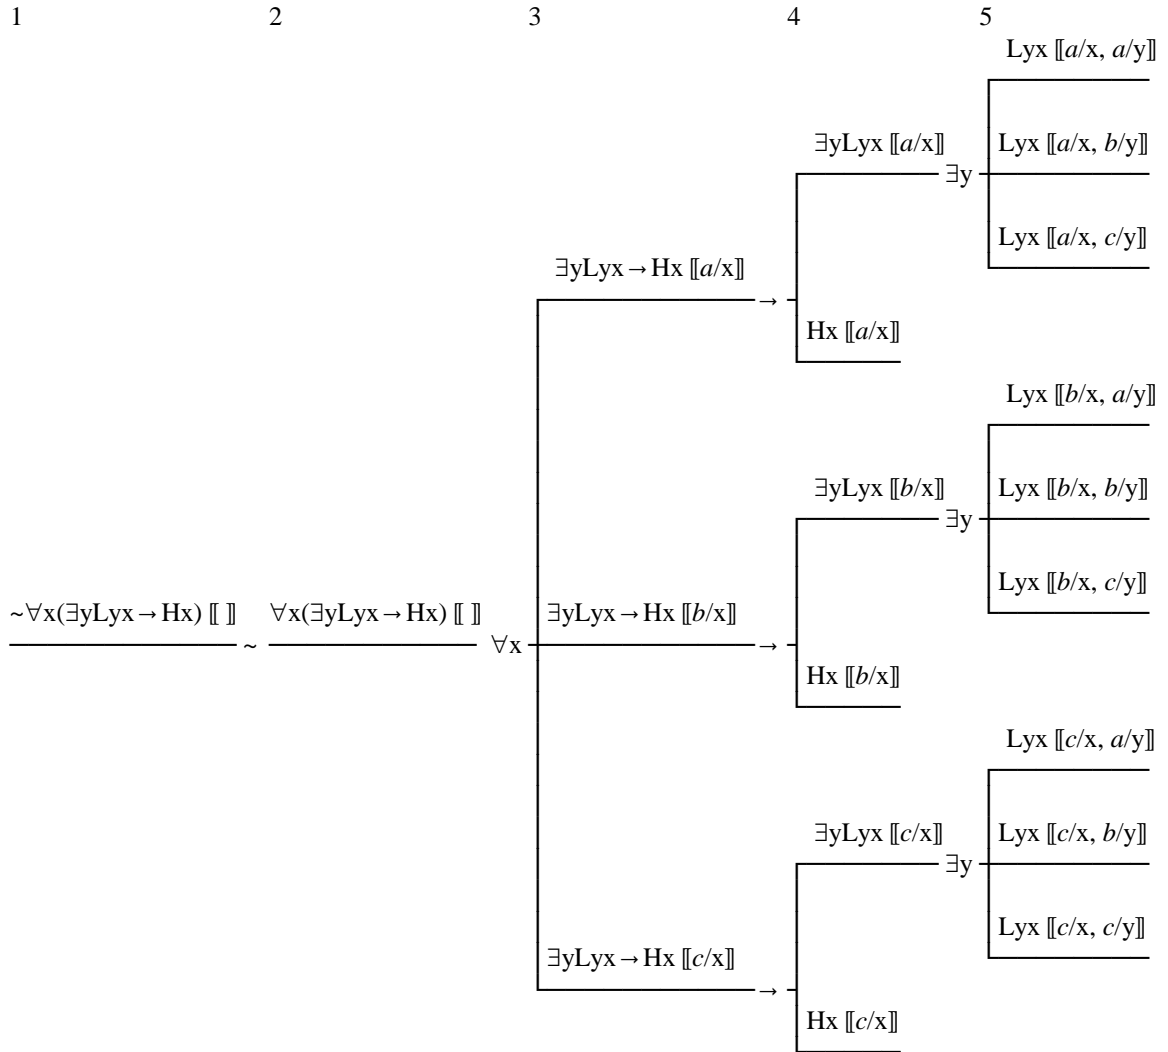 1 2 3 4 5
Lyx ⟦a/x, a/y⟧
∃yLyx ⟦a/x⟧ ∃y Lyx ⟦a/x, b/y⟧
Lyx ⟦a/x, c/y⟧
∃yLyx → Hx ⟦a/x⟧ →
Hx ⟦a/x⟧
Lyx ⟦b/x, a/y⟧
∃yLyx ⟦b/x⟧ ∃y Lyx ⟦b/x, b/y⟧
Lyx ⟦b/x, c/y⟧
~∀x(∃yLyx → Hx) ⟦ ⟧ ~ ∀x(∃yLyx → Hx) ⟦ ⟧ ∀x ∃yLyx → Hx ⟦b/x⟧ →
Hx ⟦b/x⟧
Lyx ⟦c/x, a/y⟧
∃yLyx ⟦c/x⟧ ∃y Lyx ⟦c/x, b/y⟧
Lyx ⟦c/x, c/y⟧
∃yLyx → Hx ⟦c/x⟧ →
Hx ⟦c/x⟧